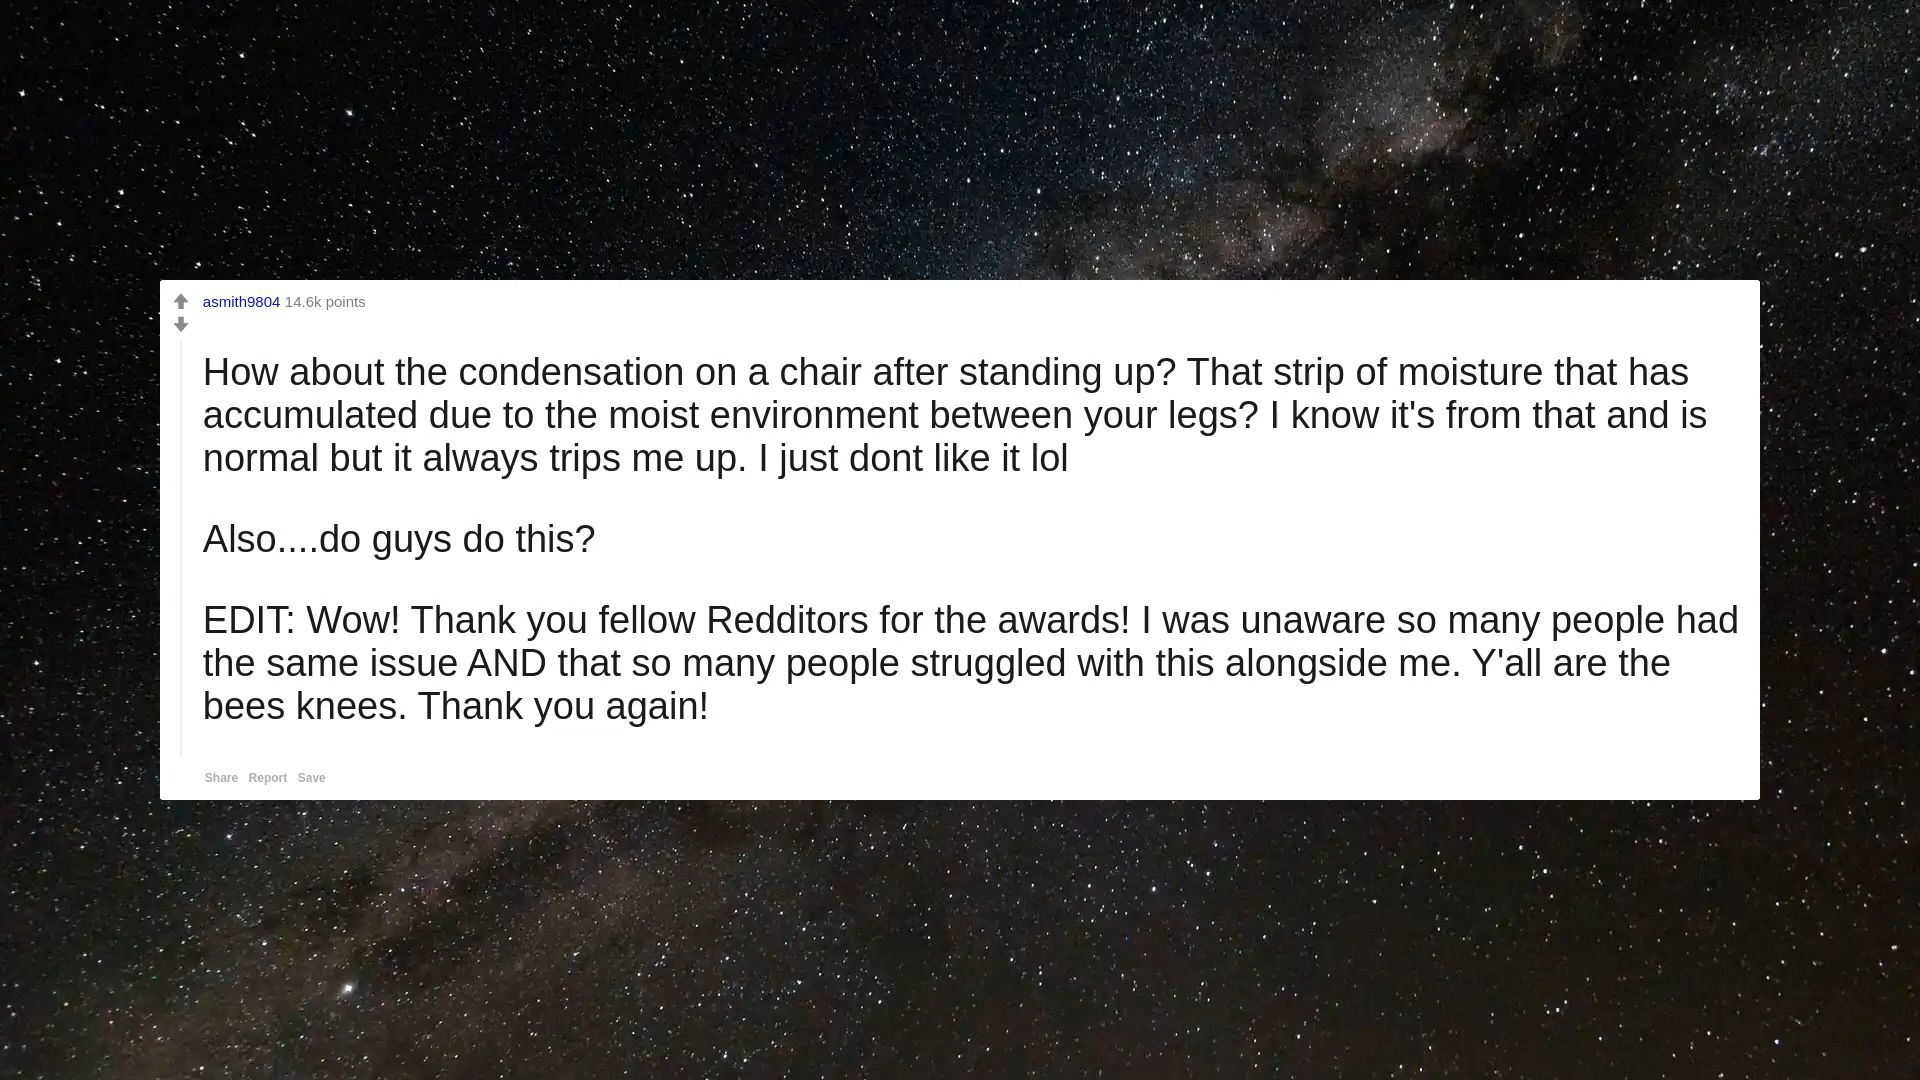 asmith9804 14.6k points
How about the condensation on a chair after standing up? That strip of moisture that has
accumulated due to the moist environment between your legs? I know it's from that and is
normal but it always trips me up. I just dont like it lol
Also....do guys do this?
EDIT: Wow! Thank you fellow Redditors for the awards! I was unaware so many people had
the same issue AND that so many people struggled with this alongside me. Y'all are the
bees knees. Thank you again!
Share Report Save